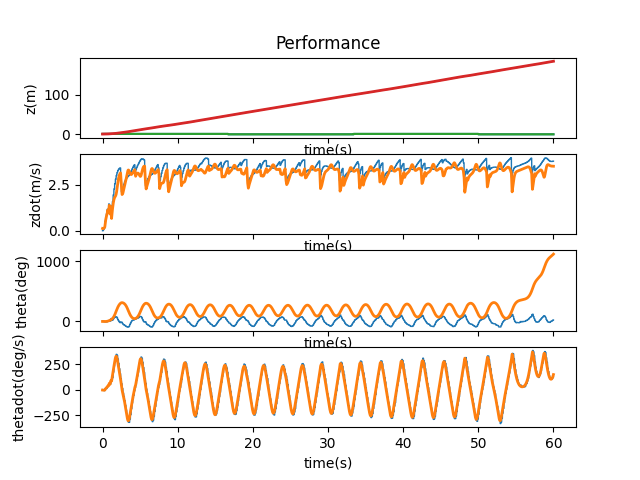 Performance
z(m)
100
0
time(s)
zdot(m/s)
2.5
0.0
time(s)
theta(deg)
1000
0
time(s)
thetadot(deg/s)
250
0
−250
0 10 20 30 40 50 60
time(s)